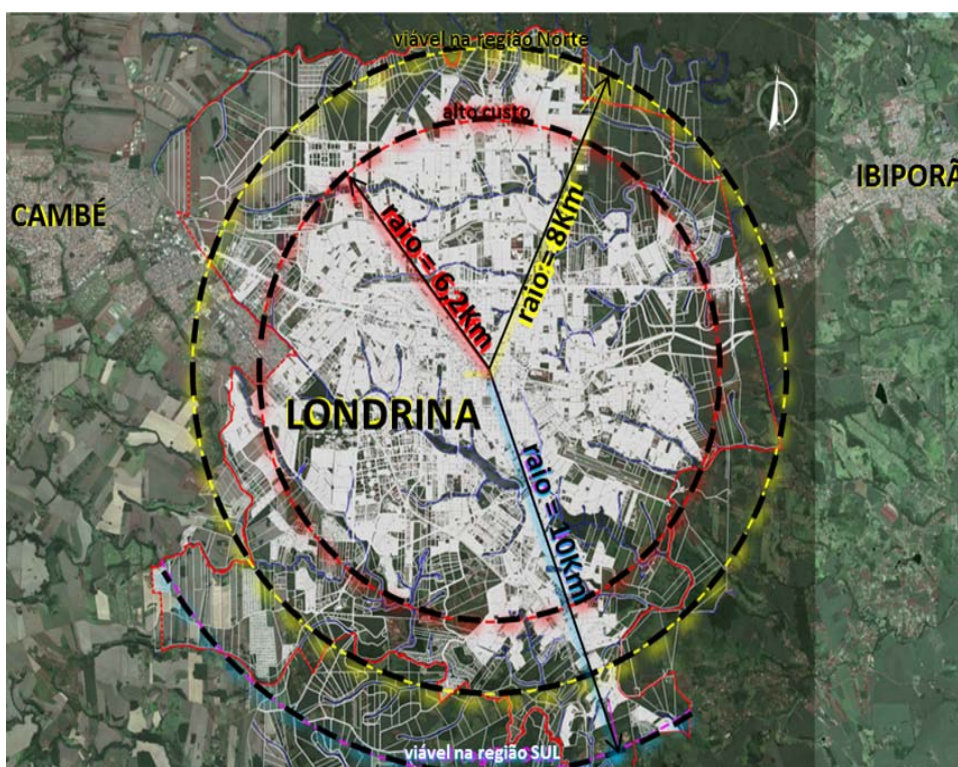 viável na região Norte
alto custo
IBIPORÃ
CAMBÉ
raio = 6,2Km
raio = 8Km
LONDRINA
raio = 10Km
viável na região SUL